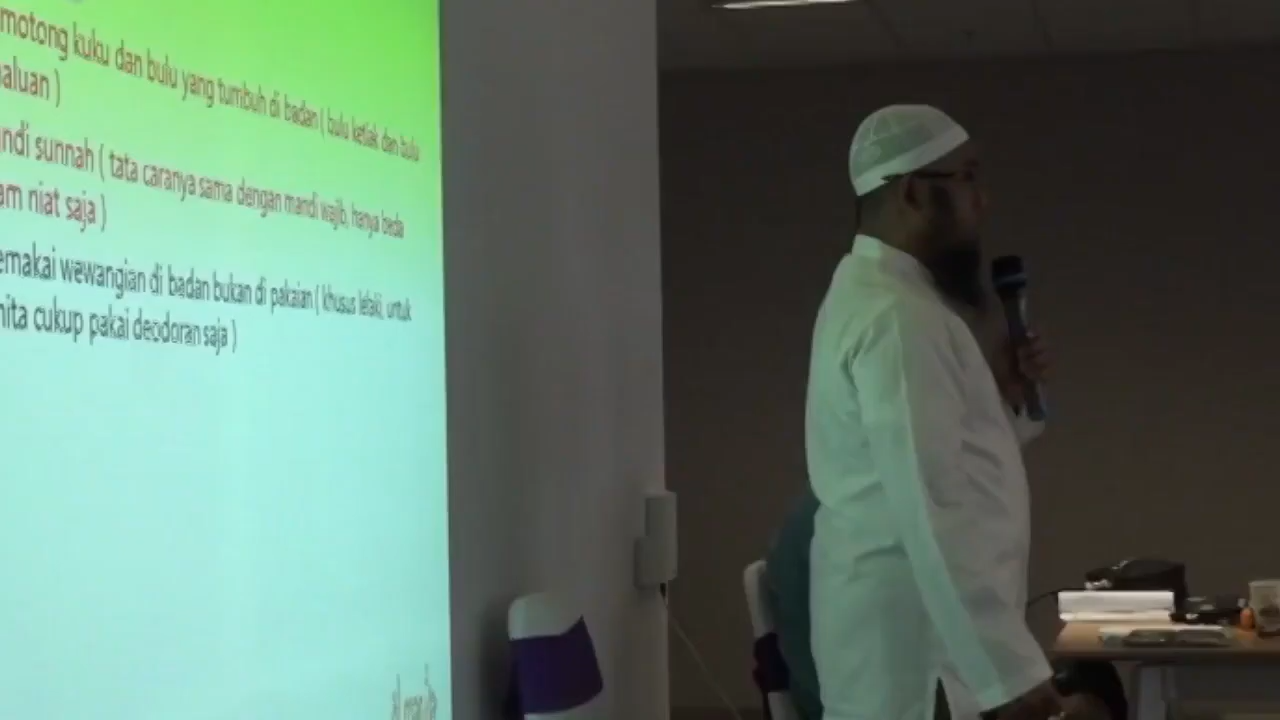 motong kuku dan bulu yang tumbuh di badan ( bulu ketiak dan bulu
aluan )
ndi sunnah ( tata caranya sama dengan mandi wajib, hanya beda
am niat saja )
emakai wewangian di badan bukan di pakaian ( khusus lelaki, untuk
nita cukup pakai deodoran saja )